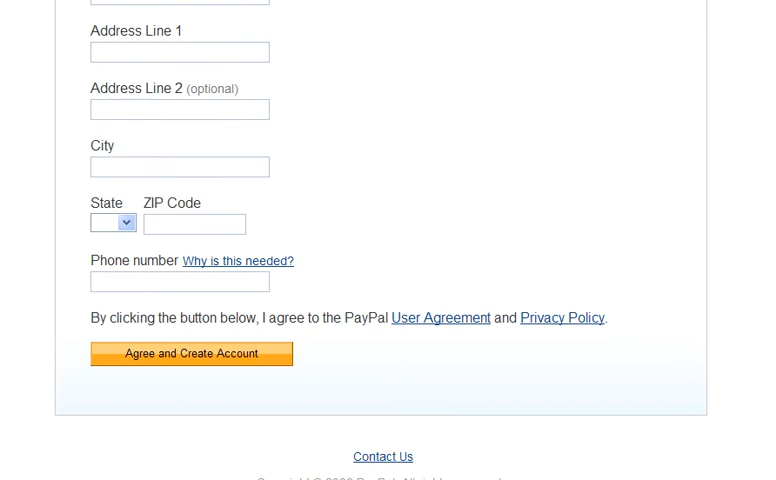 Address Line 1
Address Line 2 (optional)
City
State ZIP Code
Phone number Why is this needed?
By clicking the button below, I agree to the PayPal User Agreement and Privacy Policy.
Agree and Create Account
Contact Us